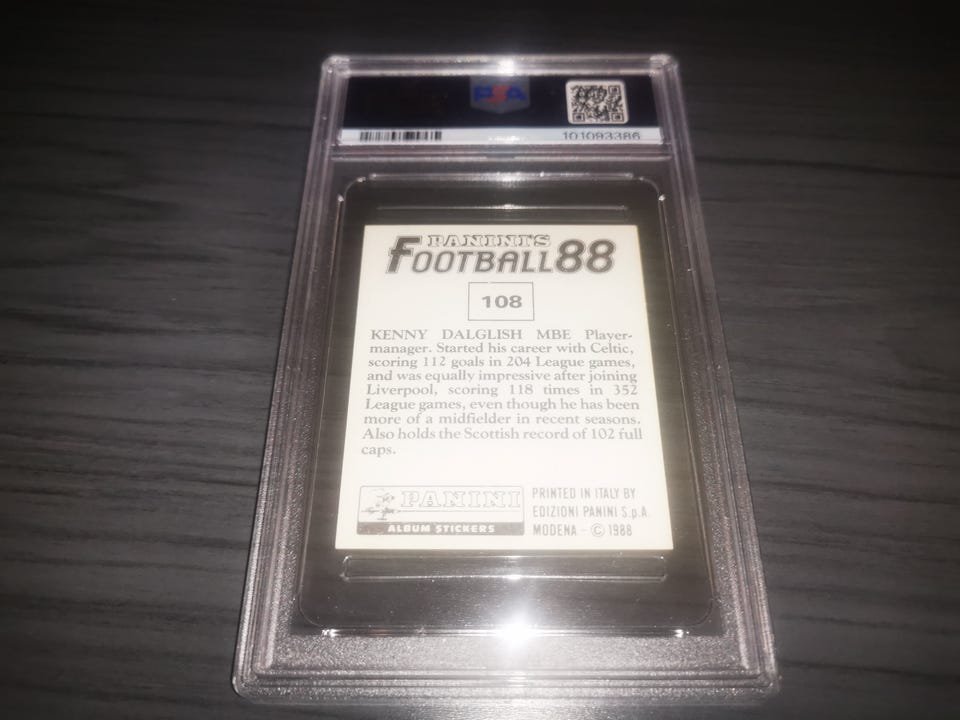 PSA
101093386
PANINI'S
FOOTBALL 88
108
KENNY DALGLISH MBE Player-
manager. Started his career with Celtic,
scoring 112 goals in 204 League games,
and was equally impressive after joining
Liverpool, scoring 118 times in 352
League games, even though he has been
more of a midfielder in recent seasons.
Also holds the Scottish record of 102 full
caps.
PANINI
ALBUM STICKERS
PRINTED IN ITALY BY
EDIZIONI PANINI S.p.A.
MODENA - © 1988